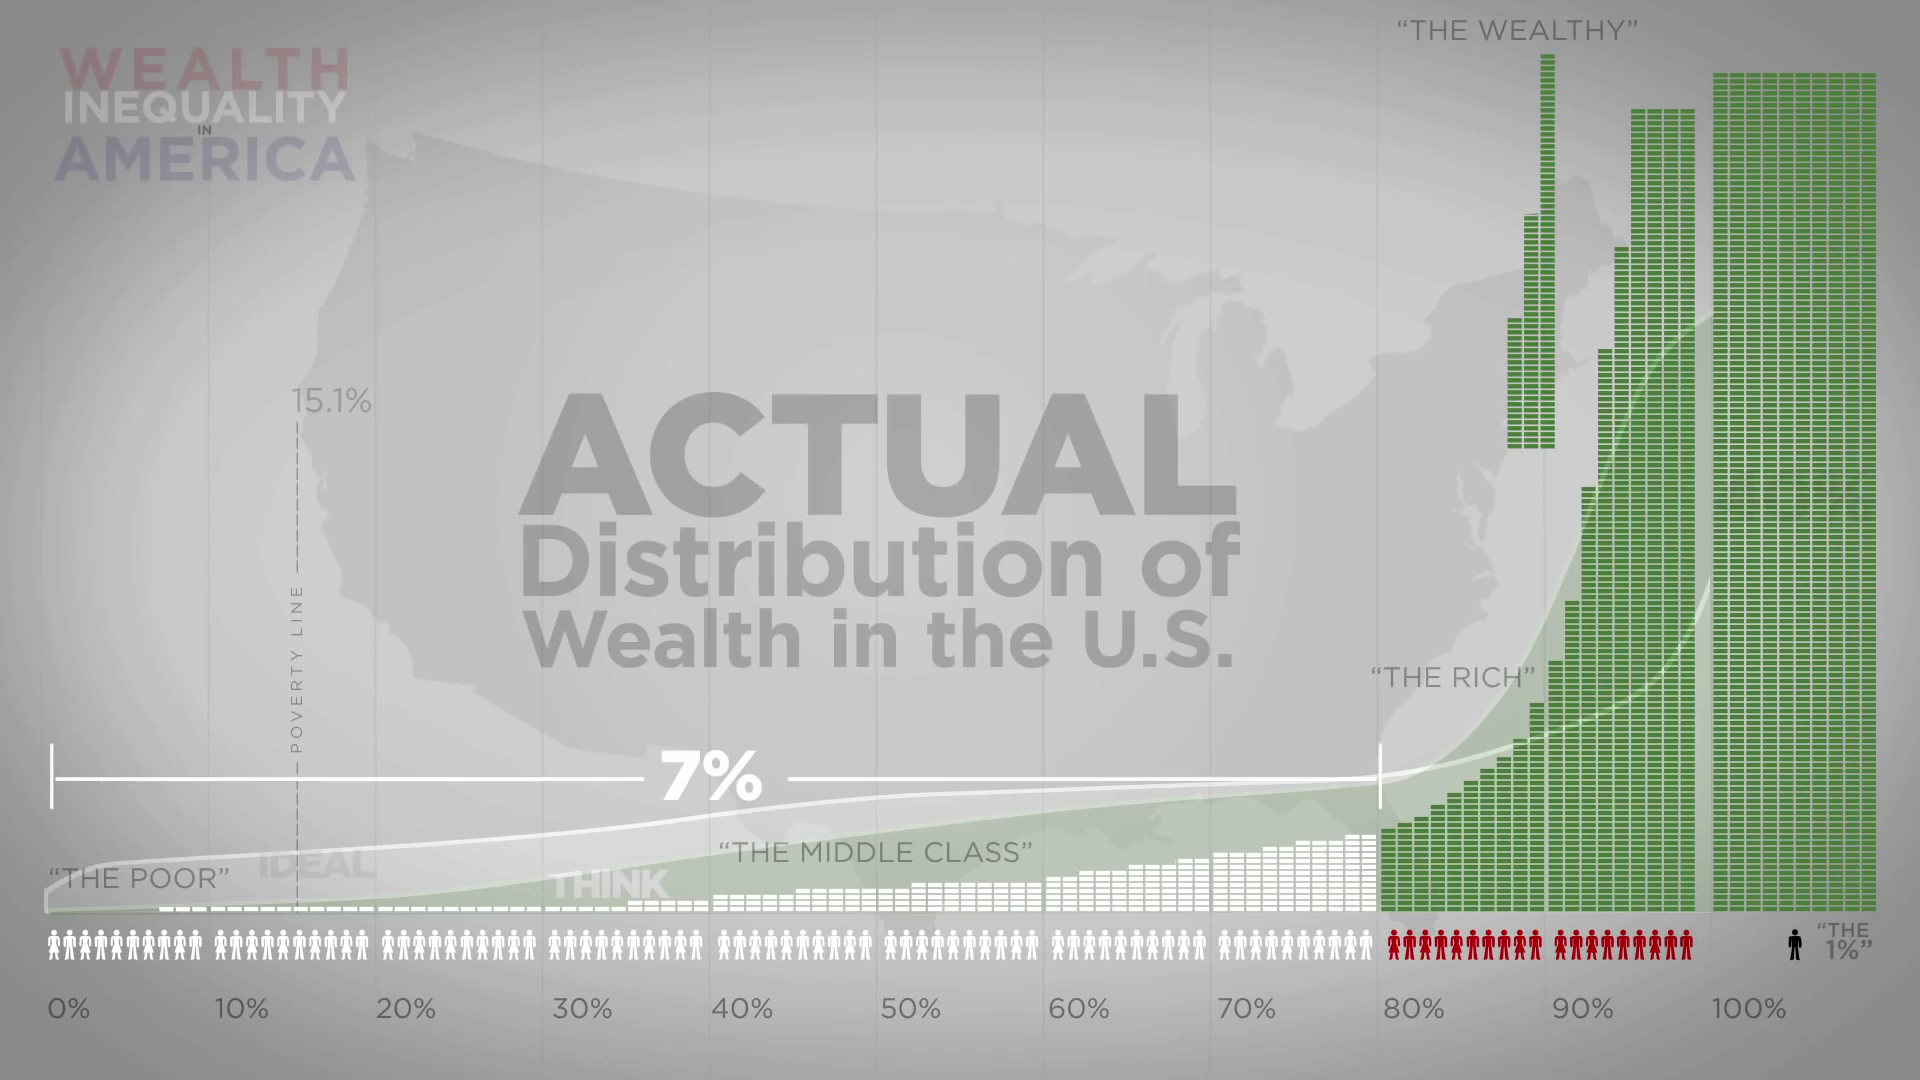 “THE WEALTHY”
WEALTH
INEQUALITY
IN
AMERICA
15.1%
ACTUAL
Distribution of
Wealth in the U.S.
POVERTY LINE
“THE RICH”
7%
“THE MIDDLE CLASS”
“THE POOR”
IDEAL
THINK
“THE
1%”
0% 10% 20% 30% 40% 50% 60% 70% 80% 90% 100%